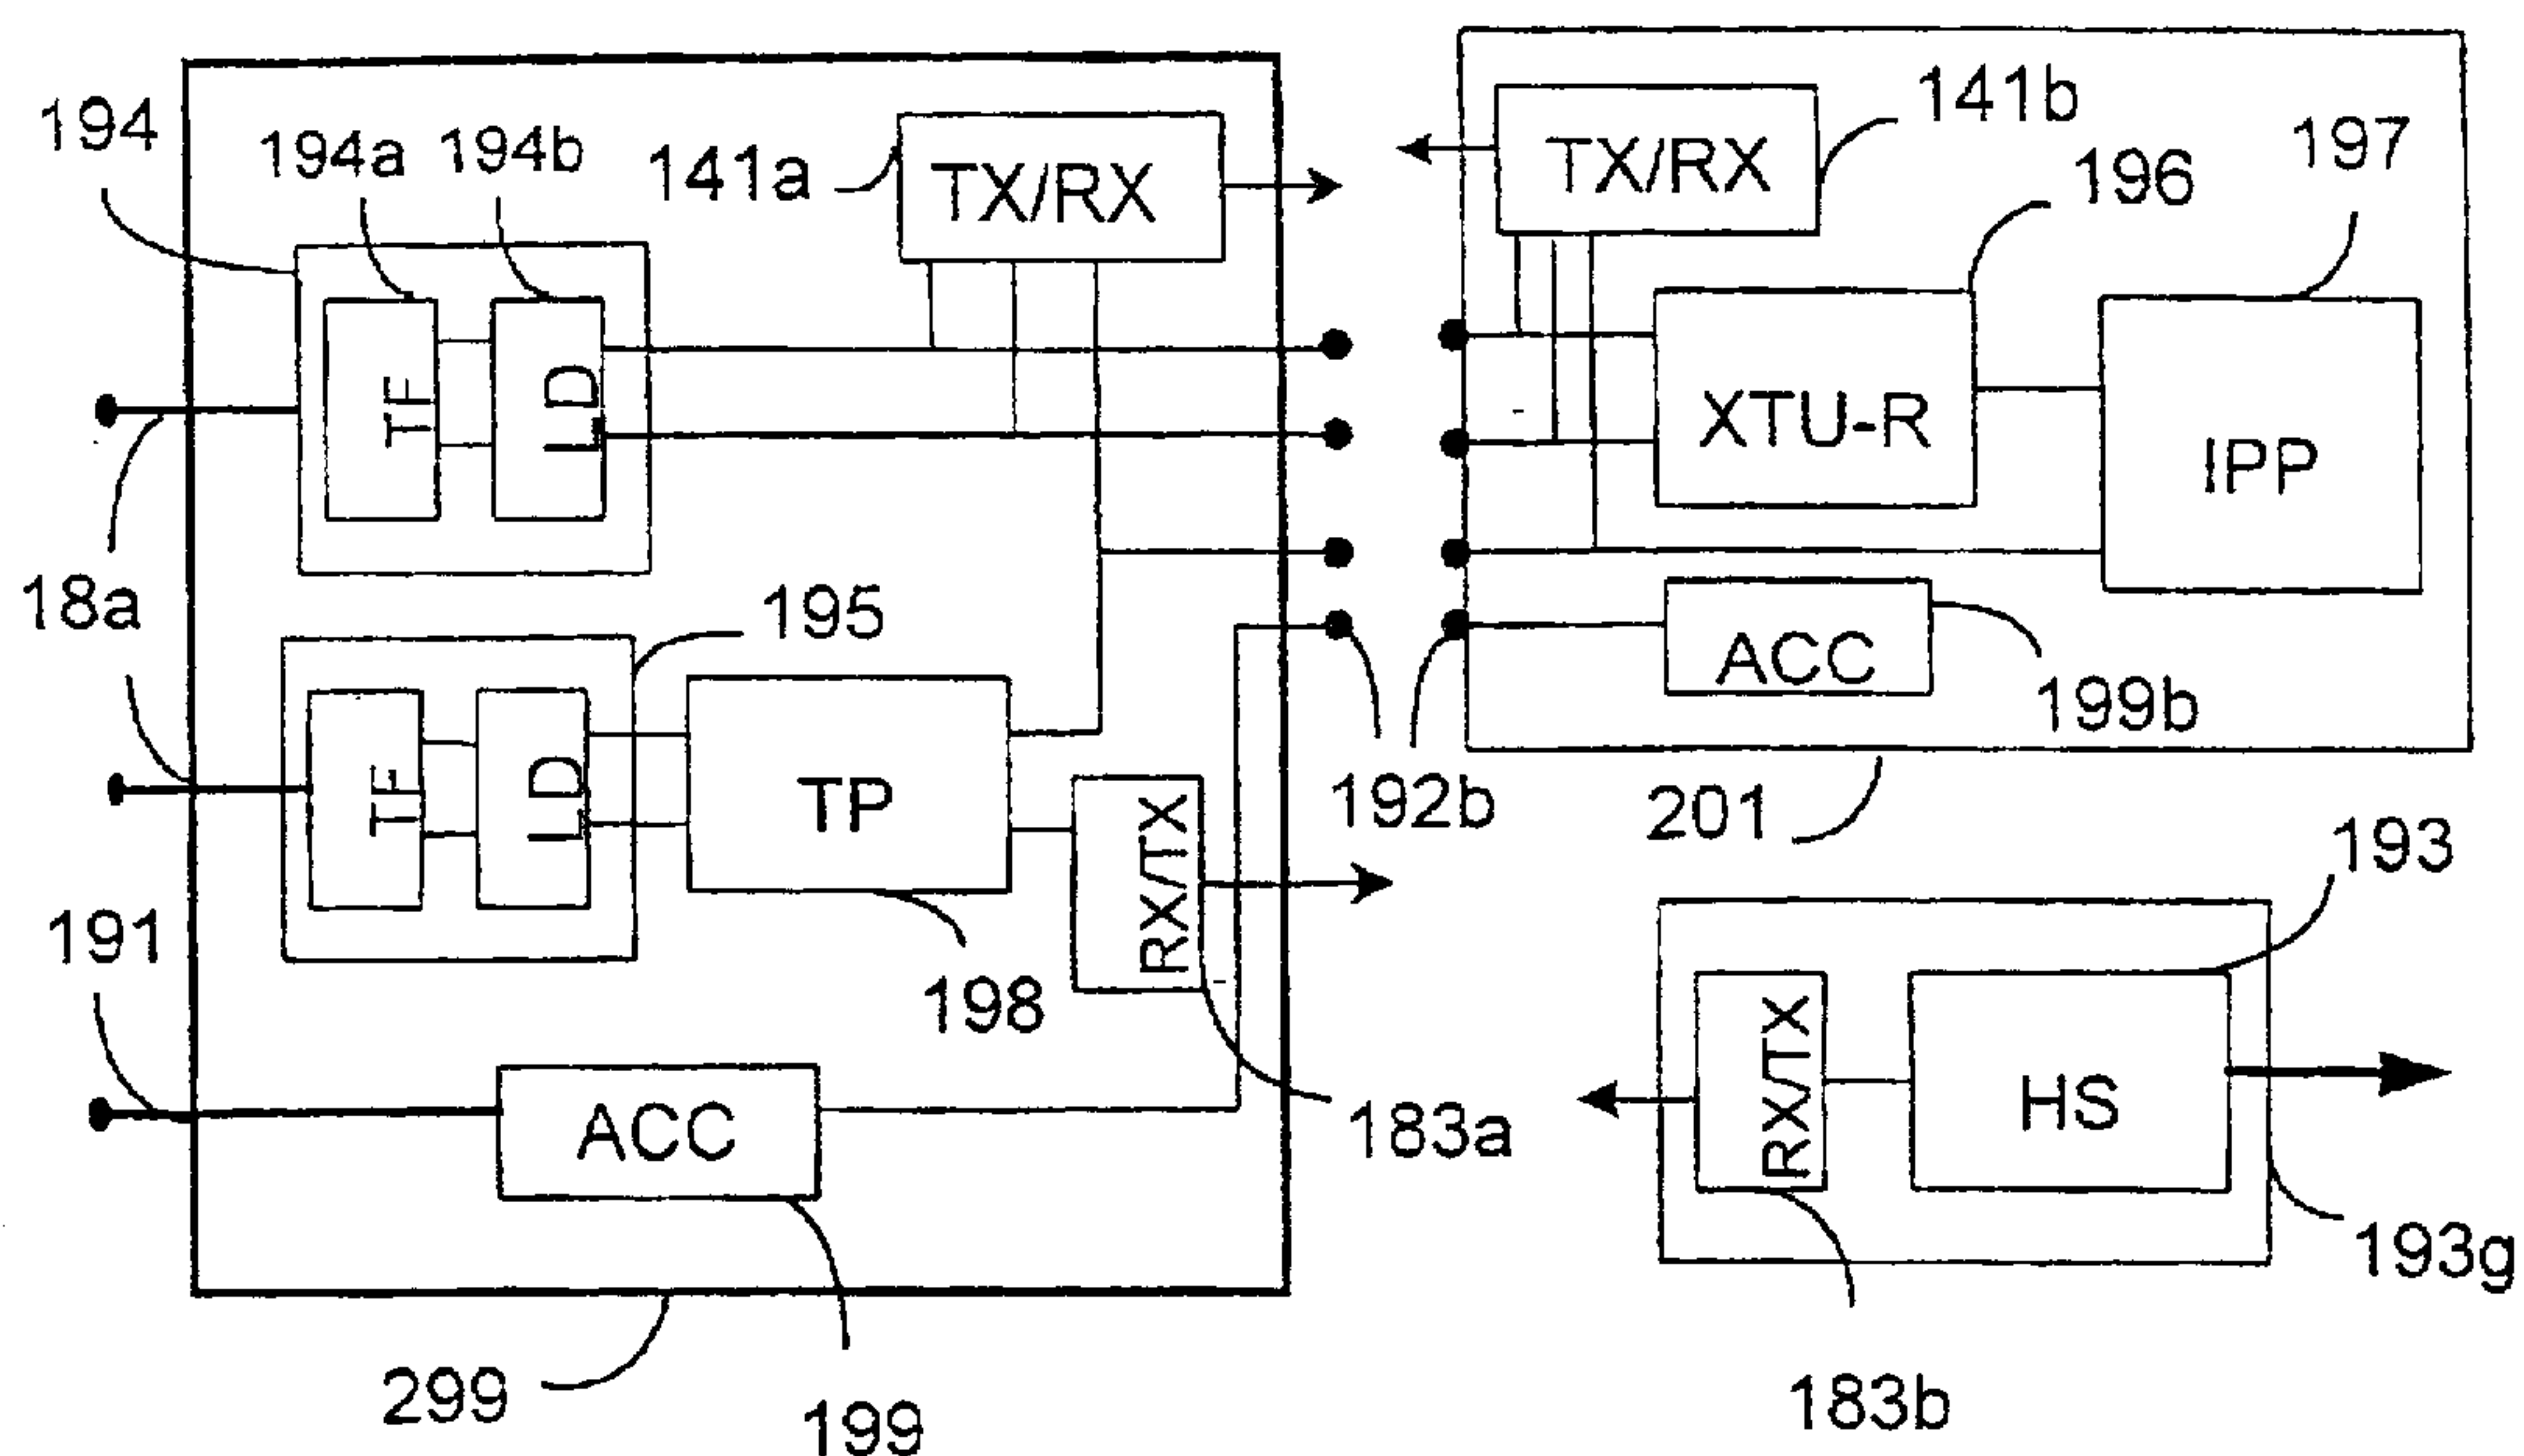 194
194a
194b
141a
TX/RX
TX/RX
141b
196
197
TF
LD
XTU-R
IPP
18a
195
ACC
199b
TF
LD
TP
RX/TX
192b
201
193
191
198
183a
RX/TX
HS
ACC
193g
299
199
183b